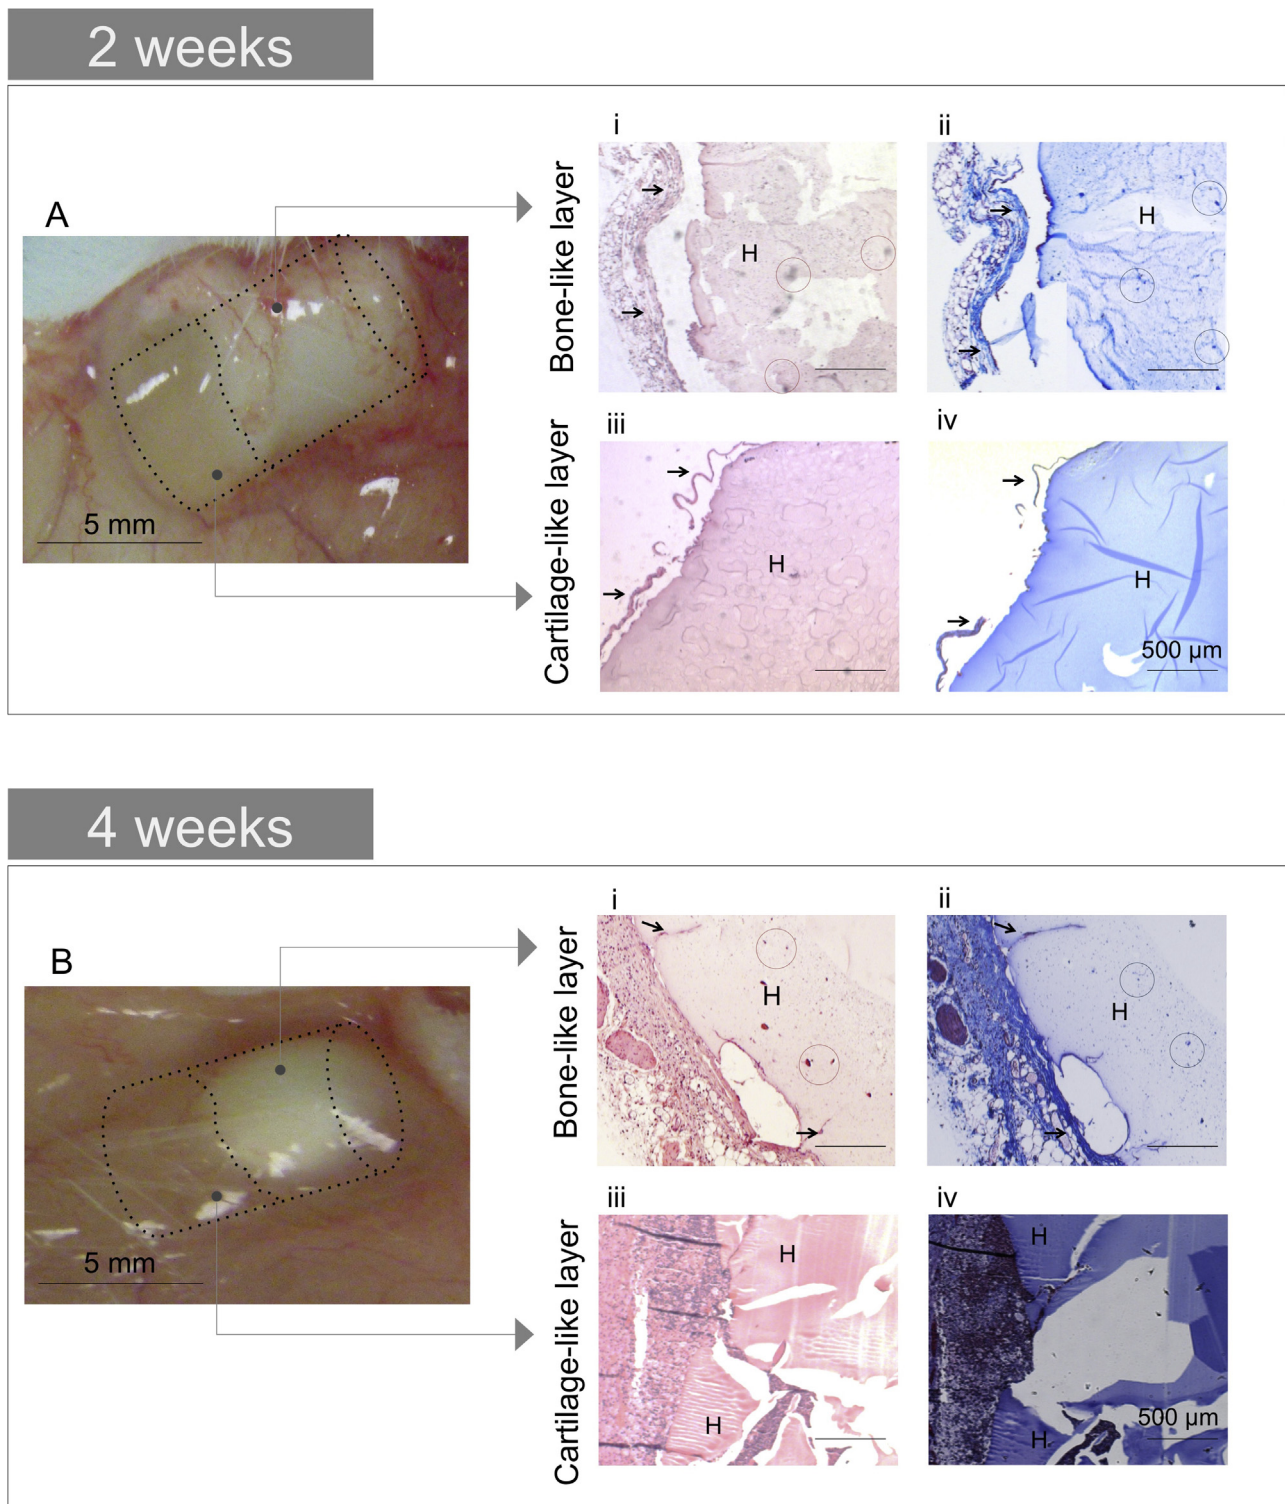 2 weeks
A
5 mm
Bone-like layer
i
H
ii
H
Cartilage-like layer
iii
H
iv
H
500 µm
4 weeks
B
5 mm
Bone-like layer
i
H
ii
H
Cartilage-like layer
iii
H
H
iv
H
H
500 µm